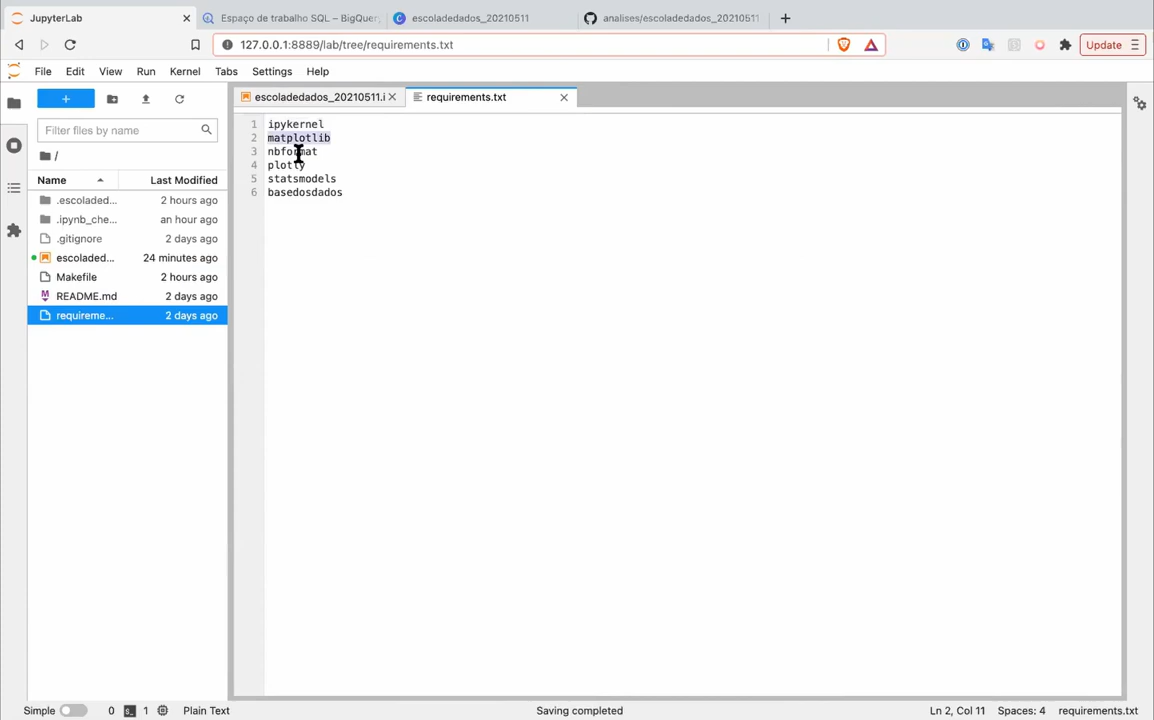 JupyterLab
Espaço de trabalho SQL – BigQuer
escoladedados_20210511
analises/escoladedados_20210511
127.0.0.1:8889/lab/tree/requirements.txt
Update
File Edit View Run Kernel Tabs Settings Help
escoladedados_20210511.i
requirements.txt
Filter files by name
/
Name Last Modified
.escoladed... 2 hours ago
.ipynb_che... an hour ago
.gitignore 2 days ago
escoladed... 24 minutes ago
Makefile 2 hours ago
README.md 2 days ago
requireme... 2 days ago
1 ipykernel
2 matplotlib
3 nbformat
4 plotly
5 statsmodels
6 basedosdados
Simple 0 1 Plain Text Saving completed Ln 2, Col 11 Spaces: 4 requirements.txt